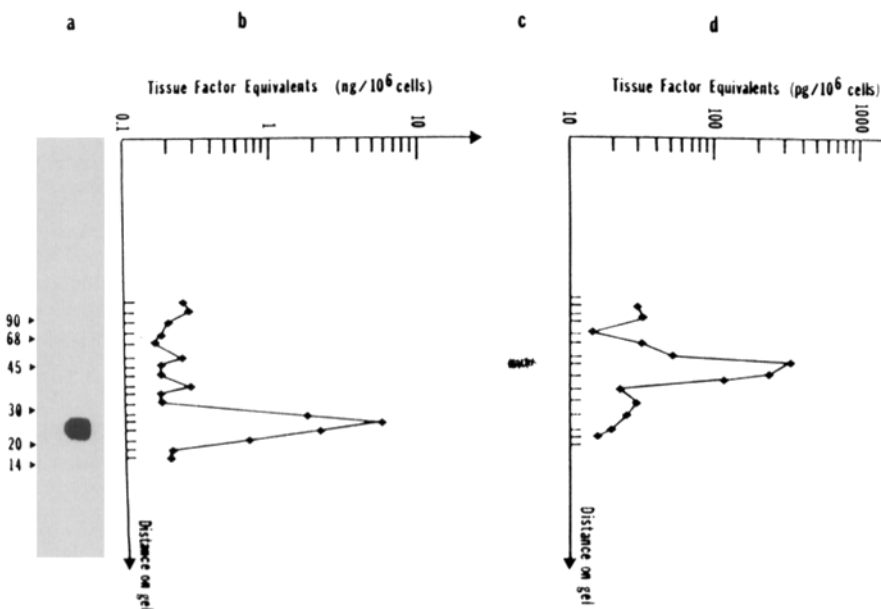 a b c d
Tissue Factor Equivalents (ng/10⁶ cells)
0.1 1 10
Tissue Factor Equivalents (pg/10⁶ cells)
10 100 1000
90
68
45
30
20
14
Distance on gel
Distance on gel